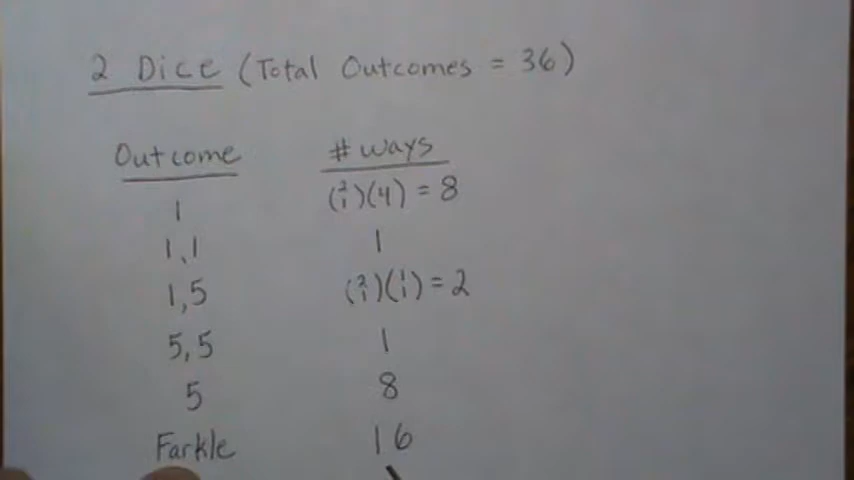 2 Dice (Total Outcomes = 36)
Outcome # ways
1 (2 1)(4) = 8
1,1 1
1,5 (2 1)(1 1) = 2
5,5 1
5 8
Farkle 16